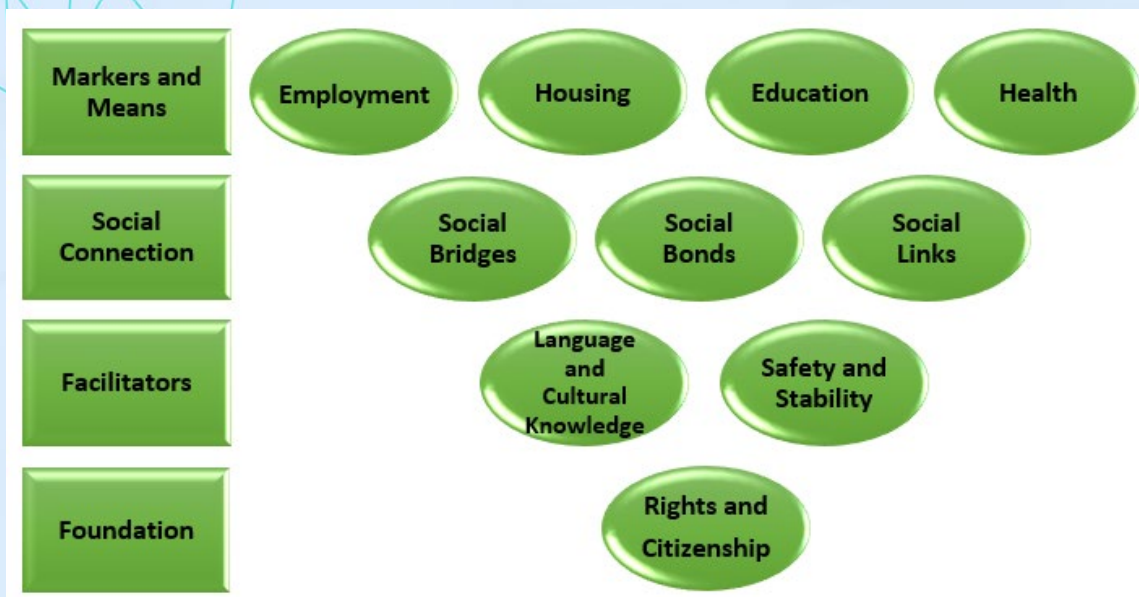 Markers and
Means
Employment
Housing
Education
Health
Social
Connection
Social
Bridges
Social
Bonds
Social
Links
Facilitators
Language
and
Cultural
Knowledge
Safety and
Stability
Foundation
Rights and
Citizenship